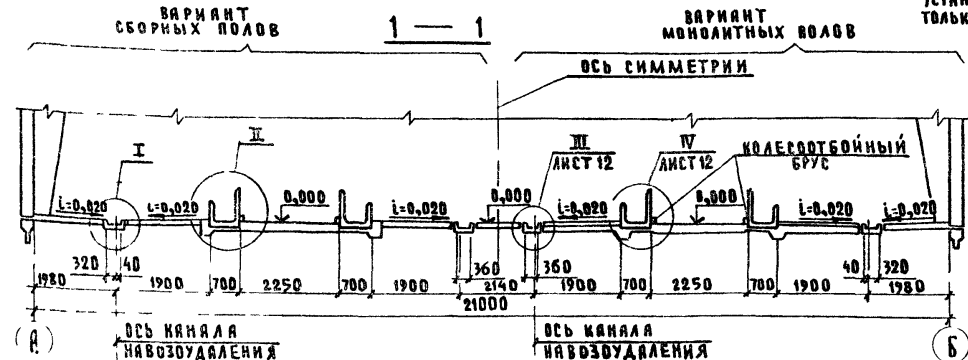 ВАРИАНТ
СБОРНЫХ ПОЛОВ
1 — 1
ВАРИАНТ
МОНОЛИТНЫХ ПОЛОВ
ОСЬ СИММЕТРИИ
I
II
III
ЛИСТ 12
IV
ЛИСТ 12
КОЛЕСООТБОЙНЫЙ
БРУС
i=0,020 i=0,020 0,000 i=0,020 0,000 i=0,020 0,000 i=0,020 i=0,020
320 40 360 360 40 320
1980 1900 700 2250 700 1900 2140 1900 700 2250 700 1900 1980
21000
А Б
ОСЬ КАНАЛА
НАВОЗОУДАЛЕНИЯ
ОСЬ КАНАЛА
НАВОЗОУДАЛЕНИЯ